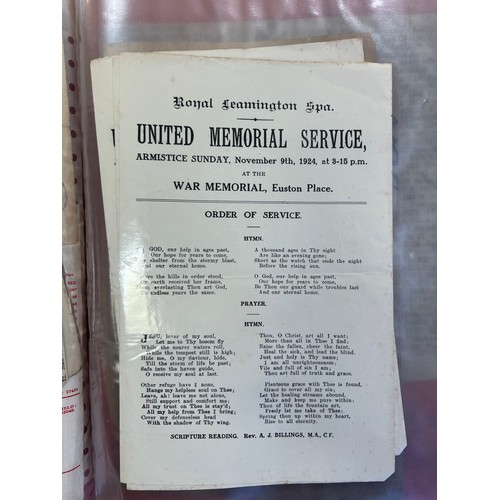 Royal Leamington Spa.
UNITED MEMORIAL SERVICE,
ARMISTICE SUNDAY, November 9th, 1924, at 3-15 p.m.
AT THE
WAR MEMORIAL, Euston Place.
ORDER OF SERVICE.
HYMN.
GOD, our help in ages past,
Our hope for years to come,
shelter from the stormy blast,
And our eternal home.
the hills in order stood,
earth received her frame,
everlasting Thou art God,
endless years the same.
A thousand ages in Thy sight
Are like an evening gone;
Short as the watch that ends the night
Before the rising sun.
O God, our help in ages past,
Our hope for years to come,
Be Thou our guard while troubles last
And our eternal home.
PRAYER.
HYMN.
JESU, lover of my soul,
Let me to Thy bosom fly
While the nearer waters roll,
While the tempest still is high;
Hide me, O my Saviour, hide,
Till the storm of life be past;
Safe into the haven guide,
O receive my soul at last.
Other refuge have I none,
Hangs my helpless soul on Thee;
Leave, ah! leave me not alone,
Still support and comfort me.
All my trust on Thee is stay'd,
All my help from Thee I bring;
Cover my defenceless head
With the shadow of Thy wing.
Thou, O Christ, art all I want;
More than all in Thee I find;
Raise the fallen, cheer the faint,
Heal the sick, and lead the blind.
Just and holy is Thy name;
I am all unrighteousness;
Vile and full of sin I am;
Thou art full of truth and grace.
Plenteous grace with Thee is found,
Grace to cover all my sin;
Let the healing streams abound,
Make and keep me pure within;
Thou of life the fountain art,
Freely let me take of Thee;
Spring thou up within my heart,
Rise to all eternity.
SCRIPTURE READING. Rev. A. J. BILLINGS, M.A., C.F.